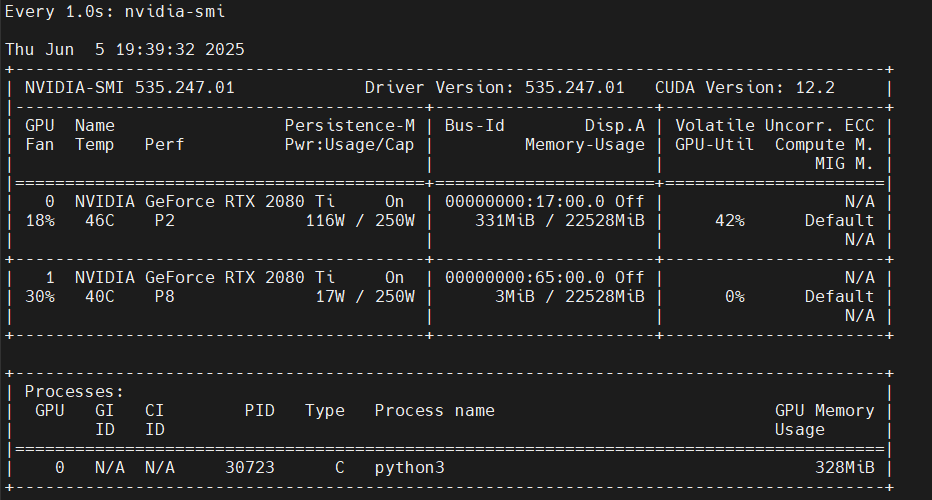 Every 1.0s: nvidia-smi
Thu Jun  5 19:39:32 2025
+---------------------------------------------------------------------------------------+
| NVIDIA-SMI 535.247.01             Driver Version: 535.247.01   CUDA Version: 12.2     |
|-----------------------------------------+----------------------+----------------------+
| GPU  Name                 Persistence-M | Bus-Id        Disp.A | Volatile Uncorr. ECC |
| Fan  Temp   Perf          Pwr:Usage/Cap |         Memory-Usage | GPU-Util  Compute M. |
|                                         |                      |               MIG M. |
|=========================================+======================+======================|
|   0  NVIDIA GeForce RTX 2080 Ti     On  | 00000000:17:00.0 Off |                  N/A |
| 18%   46C    P2             116W / 250W |    331MiB / 22528MiB |     42%      Default |
|                                         |                      |                  N/A |
+-----------------------------------------+----------------------+----------------------+
|   1  NVIDIA GeForce RTX 2080 Ti     On  | 00000000:65:00.0 Off |                  N/A |
| 30%   40C    P8              17W / 250W |      3MiB / 22528MiB |      0%      Default |
|                                         |                      |                  N/A |
+-----------------------------------------+----------------------+----------------------+
+---------------------------------------------------------------------------------------+
| Processes:                                                                            |
|  GPU   GI   CI        PID   Type   Process name                            GPU Memory |
|        ID   ID                                                             Usage      |
|=======================================================================================|
|    0   N/A  N/A     30723      C   python3                                     328MiB |
+---------------------------------------------------------------------------------------+